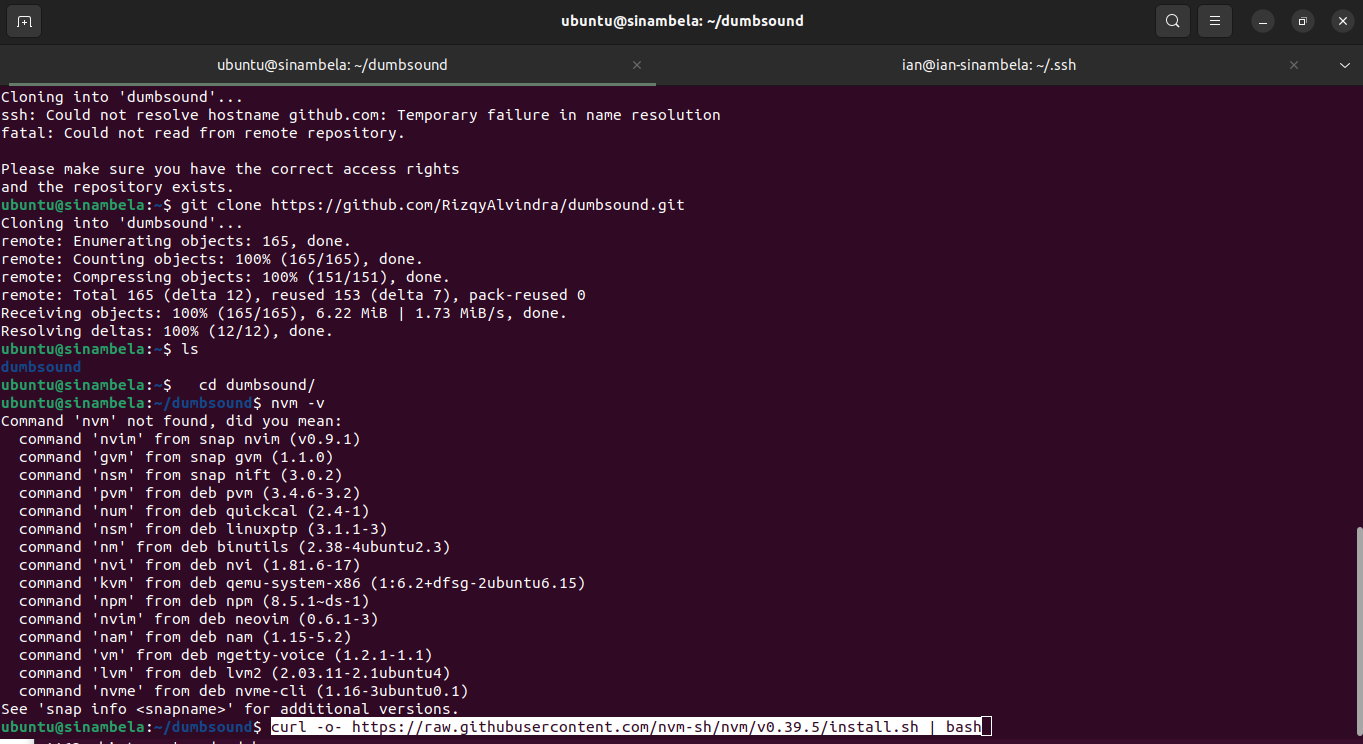 ubuntu@sinambela: ~/dumbsound
ubuntu@sinambela: ~/dumbsound
ian@ian-sinambela: ~/.ssh
Cloning into 'dumbsound'...
ssh: Could not resolve hostname github.com: Temporary failure in name resolution
fatal: Could not read from remote repository.
Please make sure you have the correct access rights
and the repository exists.
ubuntu@sinambela:~$ git clone https://github.com/RizqyAlvindra/dumbsound.git
Cloning into 'dumbsound'...
remote: Enumerating objects: 165, done.
remote: Counting objects: 100% (165/165), done.
remote: Compressing objects: 100% (151/151), done.
remote: Total 165 (delta 12), reused 153 (delta 7), pack-reused 0
Receiving objects: 100% (165/165), 6.22 MiB | 1.73 MiB/s, done.
Resolving deltas: 100% (12/12), done.
ubuntu@sinambela:~$ ls
dumbsound
ubuntu@sinambela:~$   cd dumbsound/
ubuntu@sinambela:~/dumbsound$ nvm -v
Command 'nvm' not found, did you mean:
  command 'nvim' from snap nvim (v0.9.1)
  command 'gvm' from snap gvm (1.1.0)
  command 'nsm' from snap nift (3.0.2)
  command 'pvm' from deb pvm (3.4.6-3.2)
  command 'num' from deb quickcal (2.4-1)
  command 'nsm' from deb linuxptp (3.1.1-3)
  command 'nm' from deb binutils (2.38-4ubuntu2.3)
  command 'nvi' from deb nvi (1.81.6-17)
  command 'kvm' from deb qemu-system-x86 (1:6.2+dfsg-2ubuntu6.15)
  command 'npm' from deb npm (8.5.1~ds-1)
  command 'nvim' from deb neovim (0.6.1-3)
  command 'nam' from deb nam (1.15-5.2)
  command 'vm' from deb mgetty-voice (1.2.1-1.1)
  command 'lvm' from deb lvm2 (2.03.11-2.1ubuntu4)
  command 'nvme' from deb nvme-cli (1.16-3ubuntu0.1)
See 'snap info <snapname>' for additional versions.
ubuntu@sinambela:~/dumbsound$ curl -o- https://raw.githubusercontent.com/nvm-sh/nvm/v0.39.5/install.sh | bash